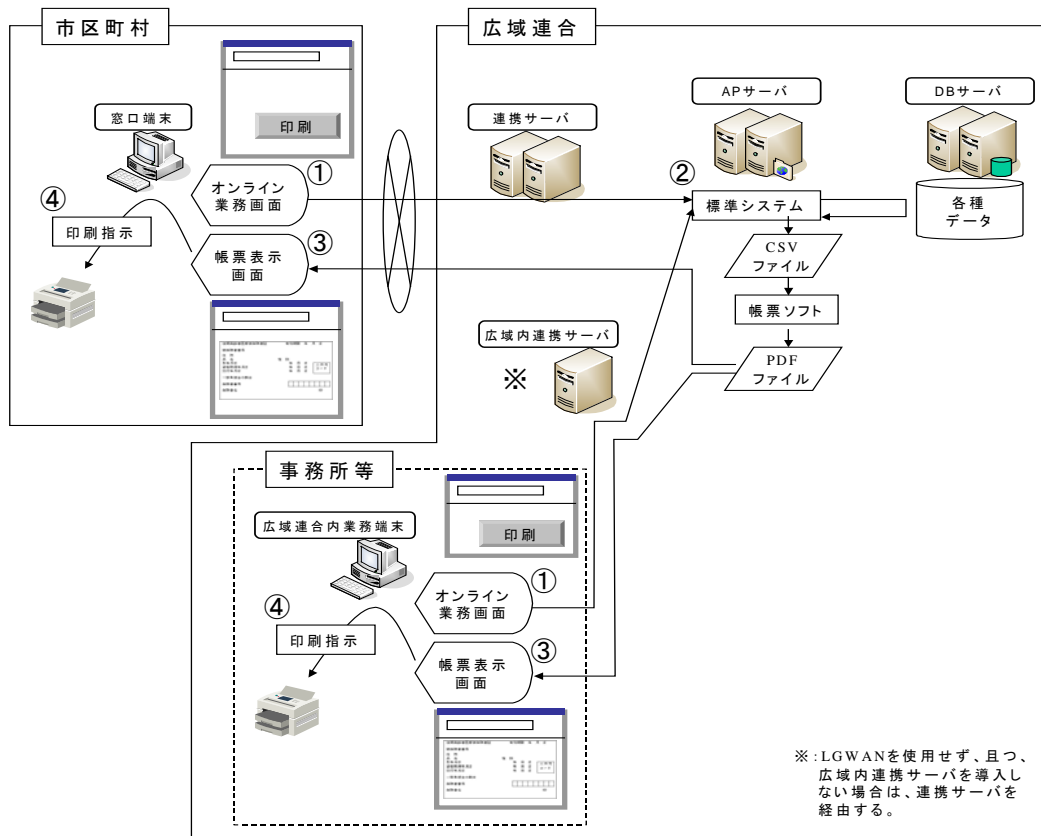 市区町村
広域連合
印刷
窓口端末
連携サーバ
APサーバ
DBサーバ
①
オンライン
業務画面
②
標準システム
各種
データ
④
印刷指示
③
帳票表示
画面
CSV
ファイル
帳票ソフト
PDF
ファイル
広域内連携サーバ
※
事務所等
広域連合内業務端末
印刷
①
オンライン
業務画面
④
印刷指示
③
帳票表示
画面
※:LGWANを使用せず、且つ、
広域内連携サーバを導入し
ない場合は、連携サーバを
経由する。